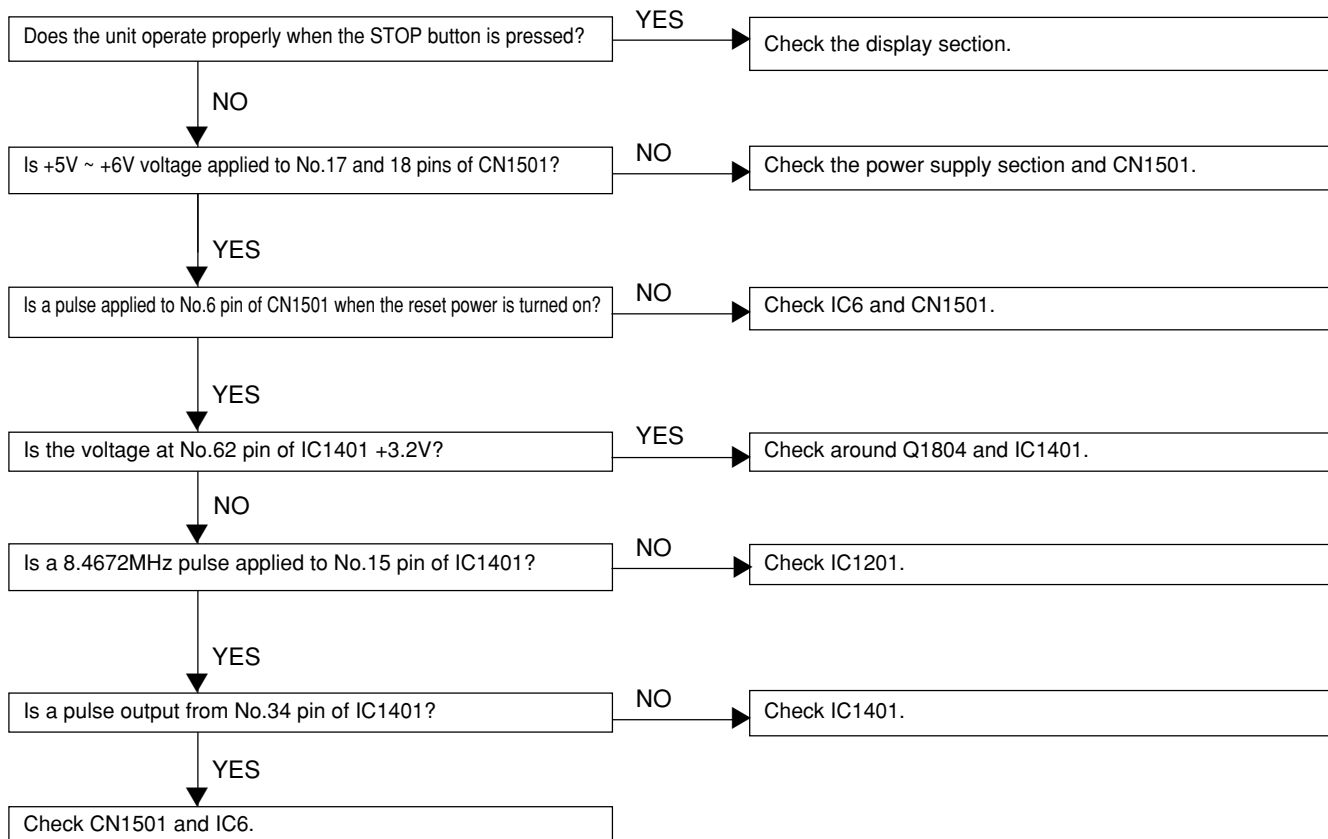 Does the unit operate properly when the STOP button is pressed?
YES
Check the display section.
NO
Is +5V ~ +6V voltage applied to No.17 and 18 pins of CN1501?
NO
Check the power supply section and CN1501.
YES
Is a pulse applied to No.6 pin of CN1501 when the reset power is turned on?
NO
Check IC6 and CN1501.
YES
Is the voltage at No.62 pin of IC1401 +3.2V?
YES
Check around Q1804 and IC1401.
NO
Is a 8.4672MHz pulse applied to No.15 pin of IC1401?
NO
Check IC1201.
YES
Is a pulse output from No.34 pin of IC1401?
NO
Check IC1401.
YES
Check CN1501 and IC6.